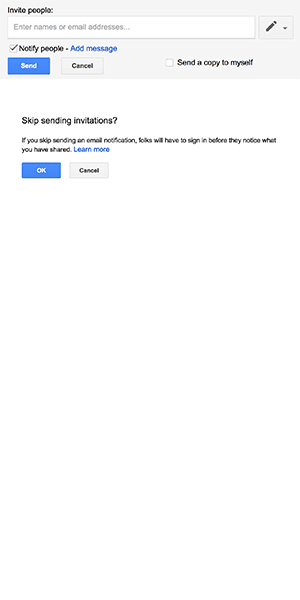 Invite people:
Enter names or email addresses...
Notify people - Add message
Send Cancel Send a copy to myself
Skip sending invitations?
If you skip sending an email notification, folks will have to sign in before they notice what
you have shared. Learn more
OK Cancel